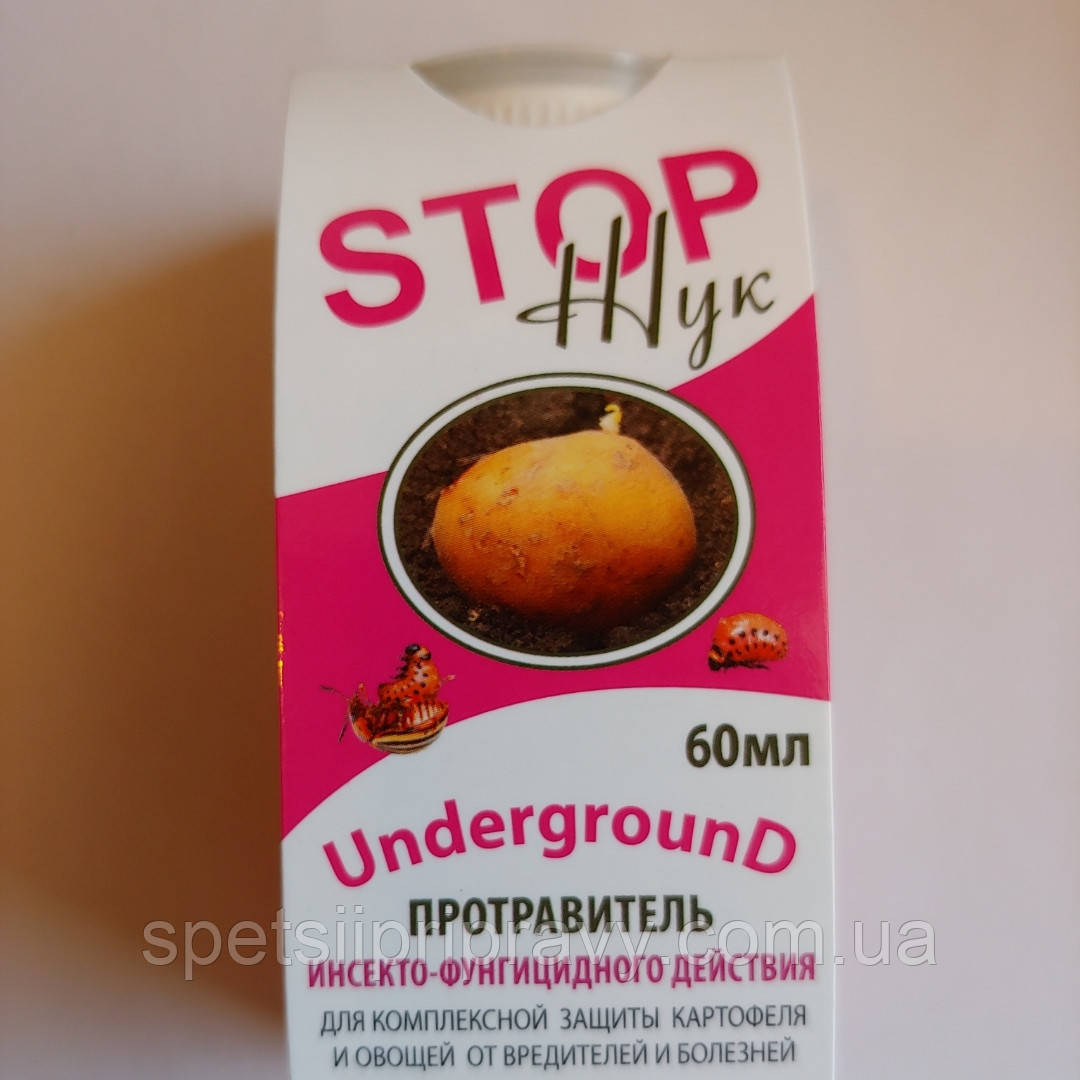 STOP
Жук
60мл
UndergrounD
ПРОТРАВИТЕЛЬ
spetsiipripravy.com.ua
ИНСЕКТО-ФУНГИЦИДНОГО ДЕЙСТВИЯ
ДЛЯ КОМПЛЕКСНОЙ ЗАЩИТЫ КАРТОФЕЛЯ
И ОВОЩЕЙ ОТ ВРЕДИТЕЛЕЙ И БОЛЕЗНЕЙ